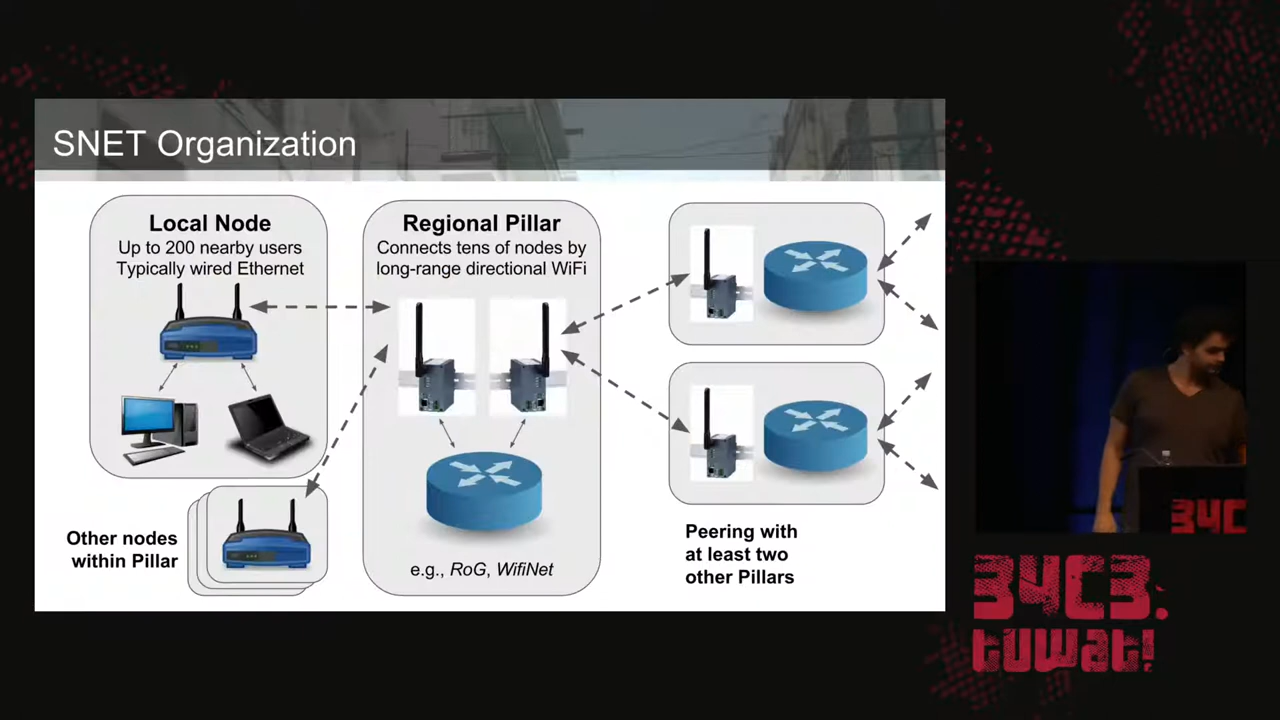 SNET Organization
Local Node
Up to 200 nearby users
Typically wired Ethernet
Other nodes
within Pillar
Regional Pillar
Connects tens of nodes by
long-range directional WiFi
e.g., RoG, WifiNet
Peering with
at least two
other Pillars
34C
34C3.
tuwat!